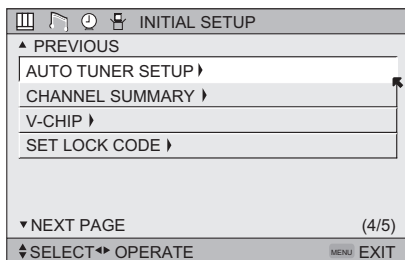 INITIAL SETUP
PREVIOUS
AUTO TUNER SETUP
CHANNEL SUMMARY
V-CHIP
SET LOCK CODE
NEXT PAGE (4/5)
SELECT OPERATE MENU EXIT